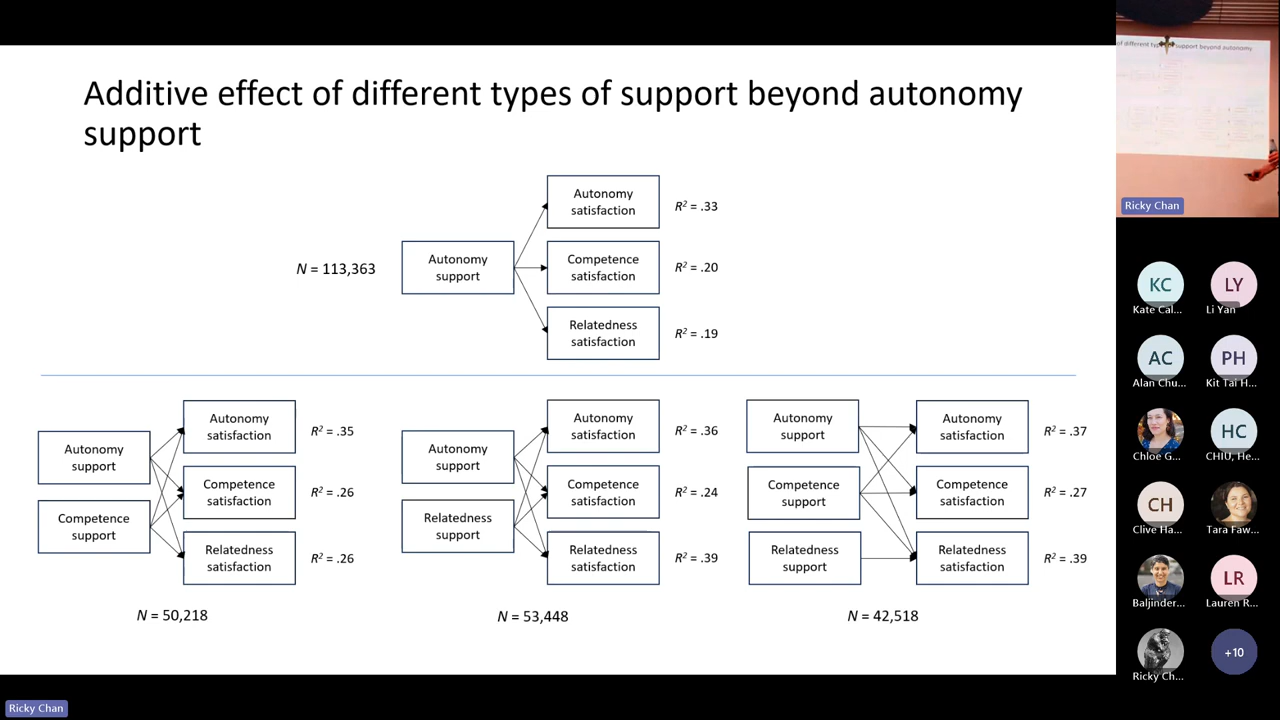 Additive effect of different types of support beyond autonomy
support
Autonomy
satisfaction
R² = .33
N = 113,363
Autonomy
support
Competence
satisfaction
R² = .20
Relatedness
satisfaction
R² = .19
Autonomy
support
Competence
support
Autonomy
satisfaction
R² = .35
Competence
satisfaction
R² = .26
Relatedness
satisfaction
R² = .26
N = 50,218
Autonomy
support
Relatedness
support
Autonomy
satisfaction
R² = .36
Competence
satisfaction
R² = .24
Relatedness
satisfaction
R² = .39
N = 53,448
Autonomy
support
Competence
support
Relatedness
support
Autonomy
satisfaction
R² = .37
Competence
satisfaction
R² = .27
Relatedness
satisfaction
R² = .39
N = 42,518
Ricky Chan
of different support beyond autonomy
Ricky Chan
KC
Kate Cal...
LY
Li Yan
AC
Alan Chu...
PH
Kit Tai H...
Chloe G...
HC
CHIU, He...
CH
Clive Ha...
Tara Faw...
Baljinder...
LR
Lauren R...
Ricky Ch...
+10